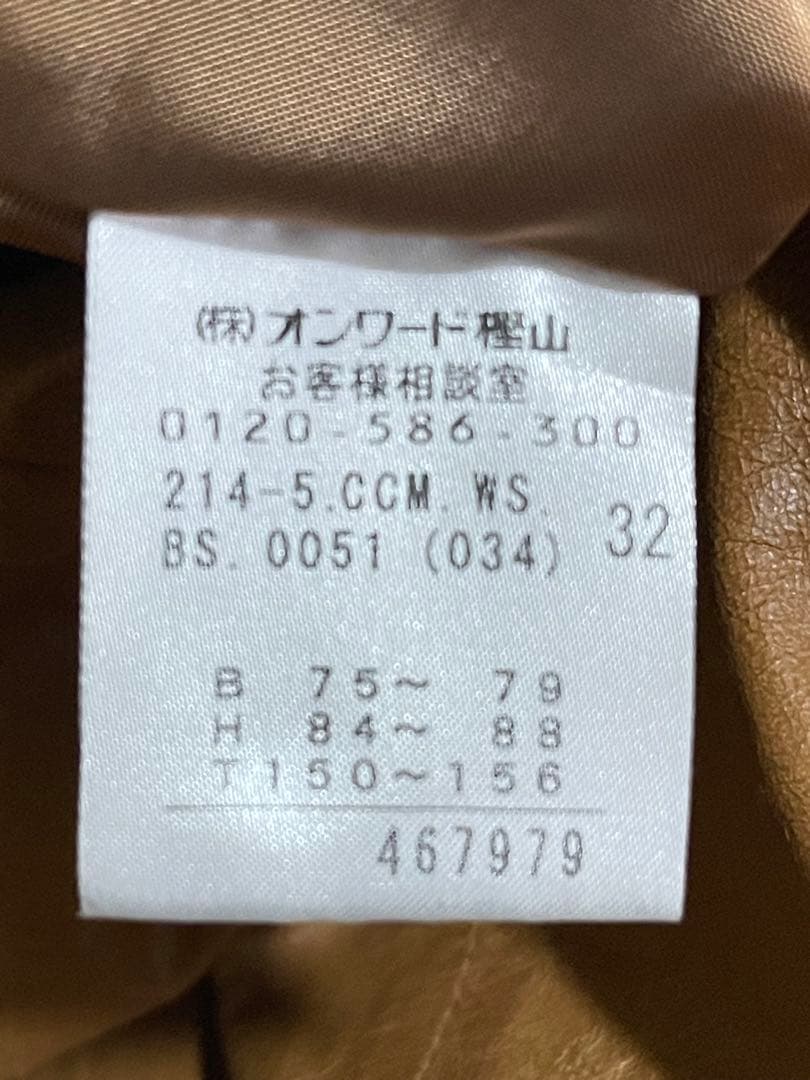 (株)オンワード樫山
お客様相談室
0120-586-300
214-5.CCM.WS.
BS.0051 (034) 32
B 75~ 79
H 84~ 88
T150~156
467979